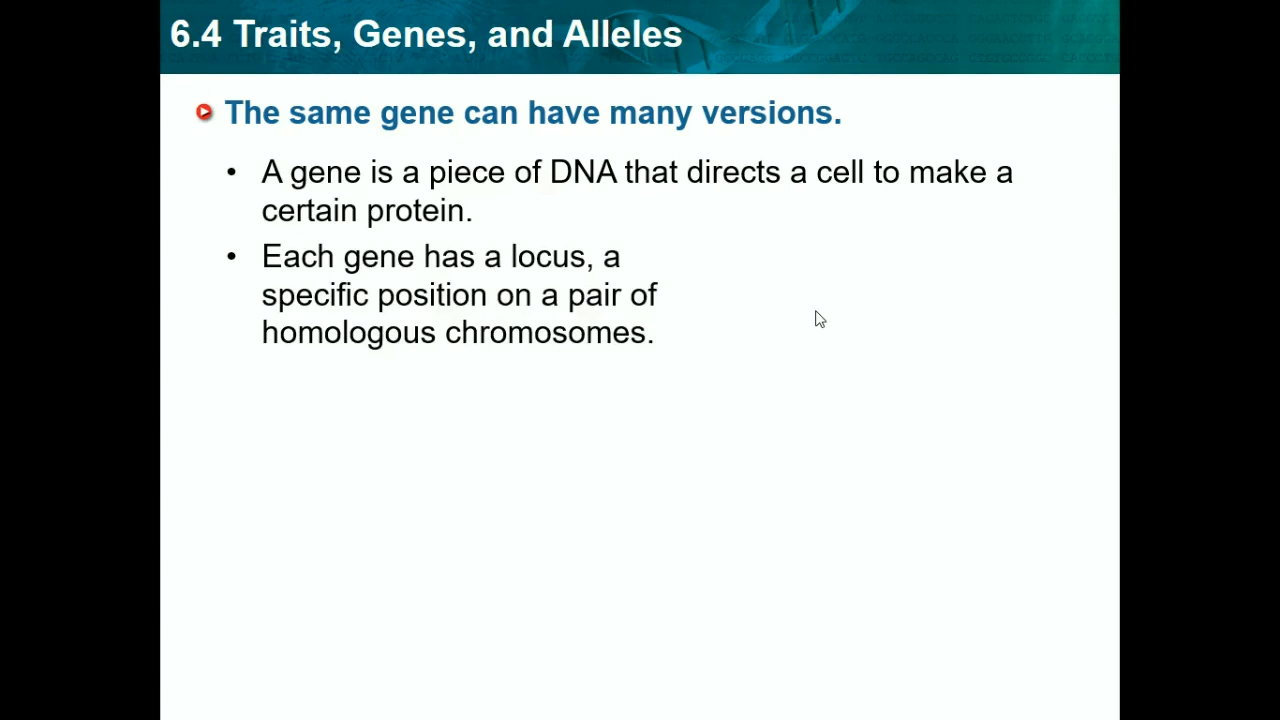 6.4 Traits, Genes, and Alleles
The same gene can have many versions.
• A gene is a piece of DNA that directs a cell to make a
certain protein.
• Each gene has a locus, a
specific position on a pair of
homologous chromosomes.